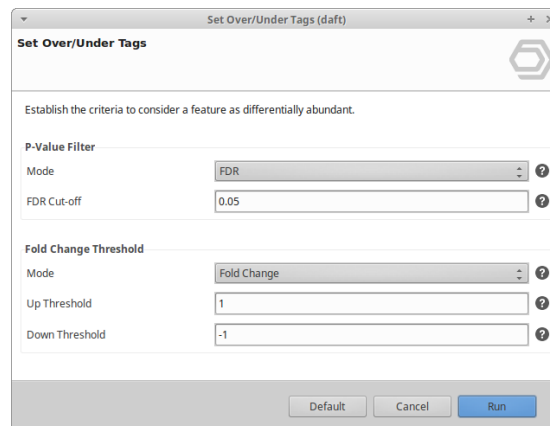 Set Over/Under Tags (daft)
Set Over/Under Tags
Establish the criteria to consider a feature as differentially abundant.
P-Value Filter
Mode FDR
FDR Cut-off 0.05
Fold Change Threshold
Mode Fold Change
Up Threshold 1
Down Threshold -1
Default Cancel Run